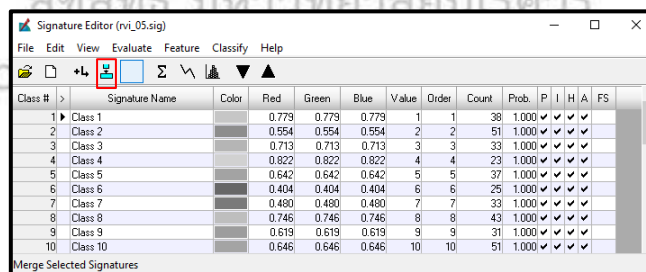 Signature Editor (rvi_05.sig)
File Edit View Evaluate Feature Classify Help
Class # > Signature Name Color Red Green Blue Value Order Count Prob. P I H A FS
1 Class 1 0.779 0.779 0.779 1 1 38 1.000
2 Class 2 0.554 0.554 0.554 2 2 51 1.000
3 Class 3 0.713 0.713 0.713 3 3 33 1.000
4 Class 4 0.822 0.822 0.822 4 4 23 1.000
5 Class 5 0.642 0.642 0.642 5 5 37 1.000
6 Class 6 0.404 0.404 0.404 6 6 25 1.000
7 Class 7 0.480 0.480 0.480 7 7 33 1.000
8 Class 8 0.746 0.746 0.746 8 8 43 1.000
9 Class 9 0.619 0.619 0.619 9 9 31 1.000
10 Class 10 0.646 0.646 0.646 10 10 51 1.000
Merge Selected Signatures